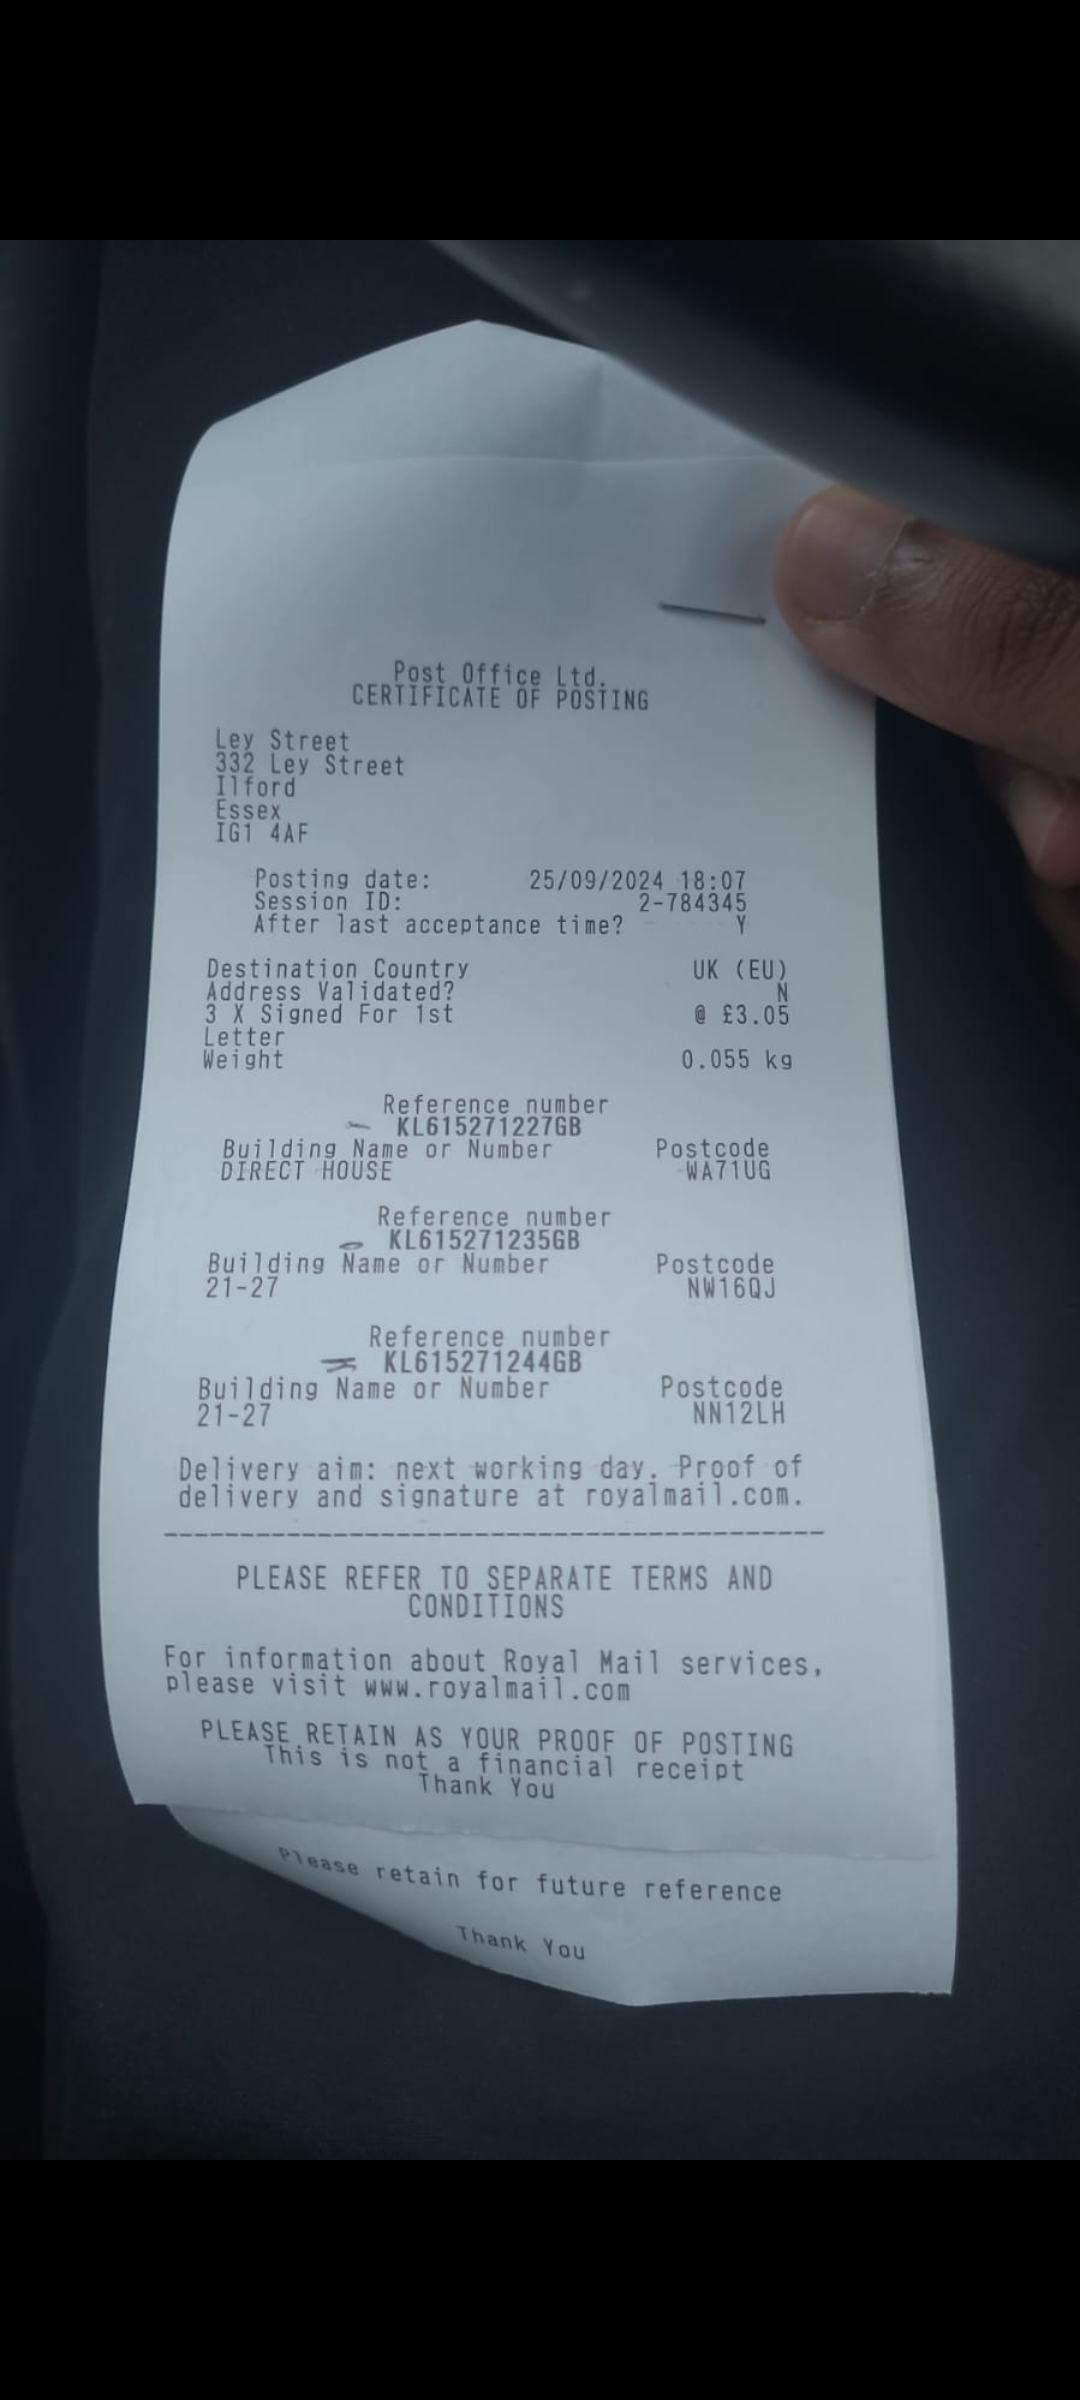 Post Office Ltd.
CERTIFICATE OF POSTING
Ley Street
332 Ley Street
Ilford
Essex
IG1 4AF
Posting date: 25/09/2024 18:07
Session ID: 2-784345
After last acceptance time? Y
Destination Country UK (EU)
Address Validated? N
3 X Signed For 1st @ £3.05
Letter
Weight 0.055 kg
Reference number
KL615271227GB
Building Name or Number Postcode
DIRECT HOUSE WA71UG
Reference number
KL615271235GB
Building Name or Number Postcode
21-27 NW16QJ
Reference number
KL615271244GB
Building Name or Number Postcode
21-27 NN12LH
Delivery aim: next working day. Proof of
delivery and signature at royalmail.com.
PLEASE REFER TO SEPARATE TERMS AND
CONDITIONS
For information about Royal Mail services,
please visit www.royalmail.com
PLEASE RETAIN AS YOUR PROOF OF POSTING
This is not a financial receipt
Thank You
Please retain for future reference
Thank You